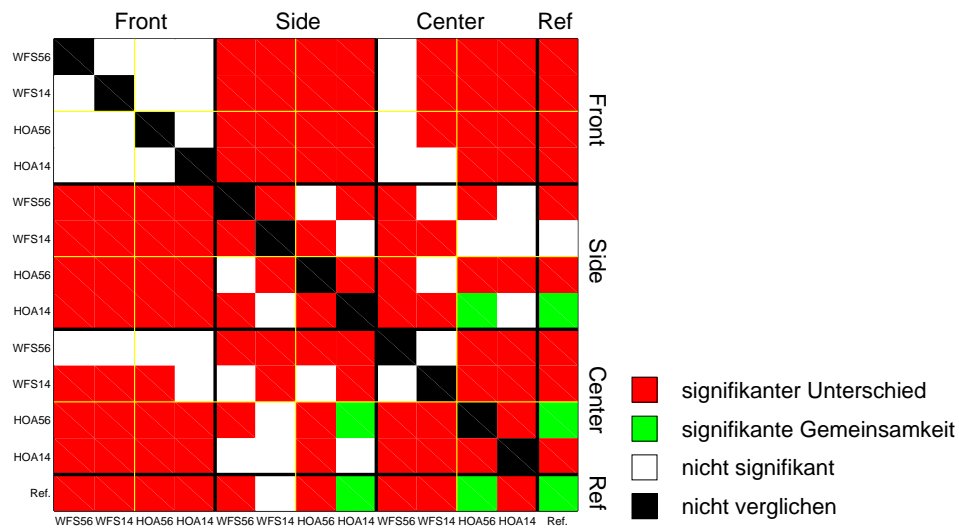 Front Side Center Ref
WFS56
WFS14
HOA56
HOA14
Front
WFS56
WFS14
HOA56
HOA14
Side
WFS56
WFS14
HOA56
HOA14
Center
Ref.
Ref
WFS56 WFS14 HOA56 HOA14 WFS56 WFS14 HOA56 HOA14 WFS56 WFS14 HOA56 HOA14 Ref.
signifikanter Unterschied
signifikante Gemeinsamkeit
nicht signifikant
nicht verglichen